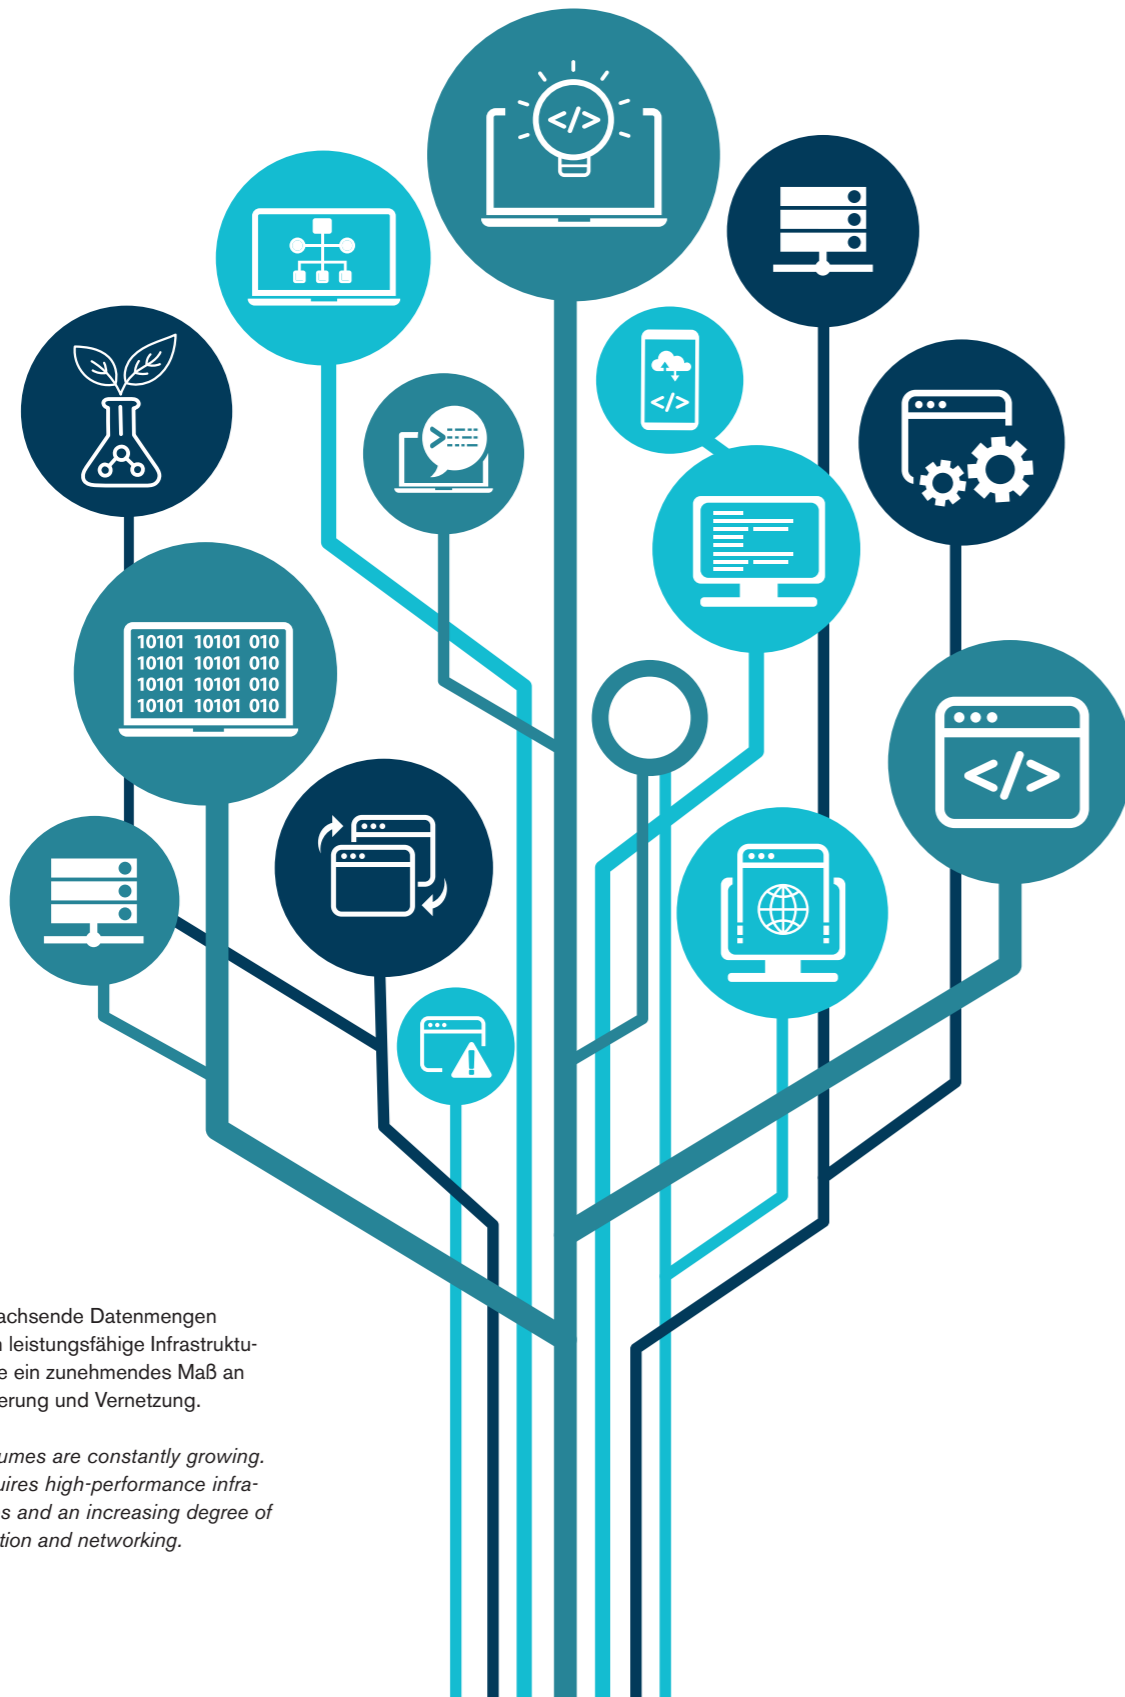 </>
</>
10101 10101 010
10101 10101 010
10101 10101 010
10101 10101 010
</>
!
achsende Datenmengen
leistungsfähige Infrastruktu-
e ein zunehmendes Maß an
erung und Vernetzung.
umes are constantly growing.
uires high-performance infra-
s and an increasing degree of
tion and networking.